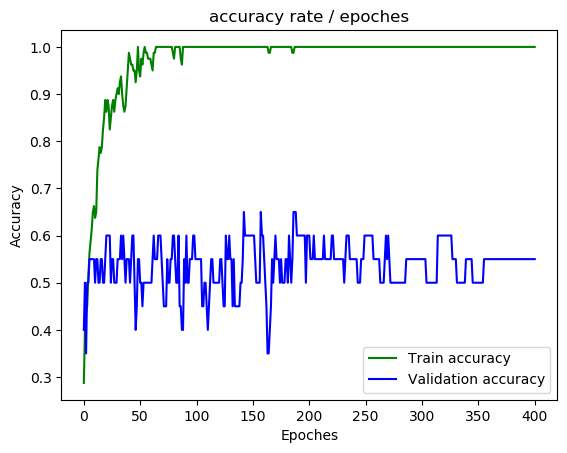 accuracy rate / epoches
1.0
0.9
0.8
0.7
0.6
0.5
0.4
0.3
Accuracy
Train accuracy
Validation accuracy
0 50 100 150 200 250 300 350 400
Epoches